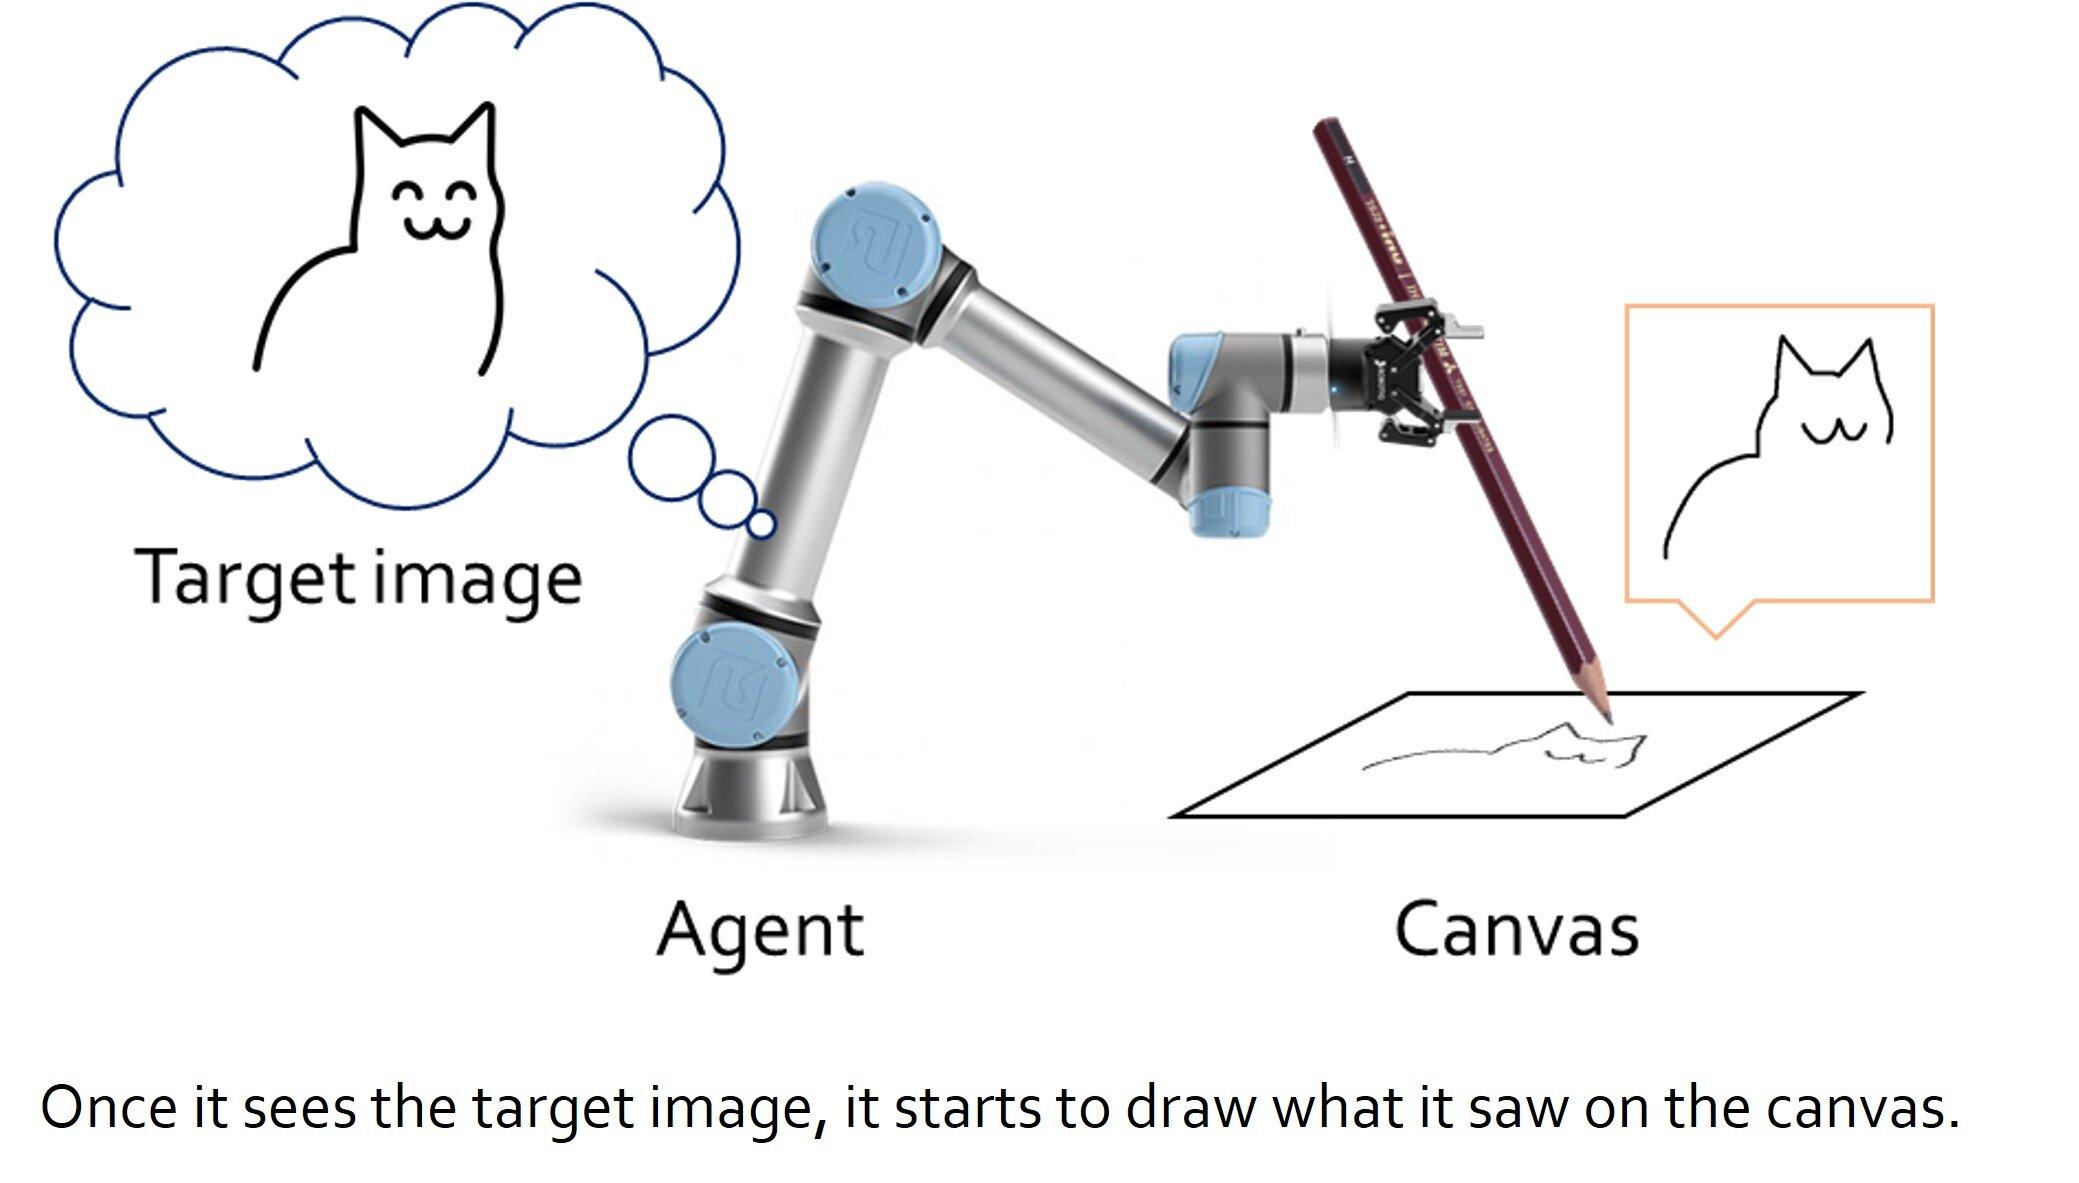 Target image
Agent
Canvas
Once it sees the target image, it starts to draw what it saw on the canvas.